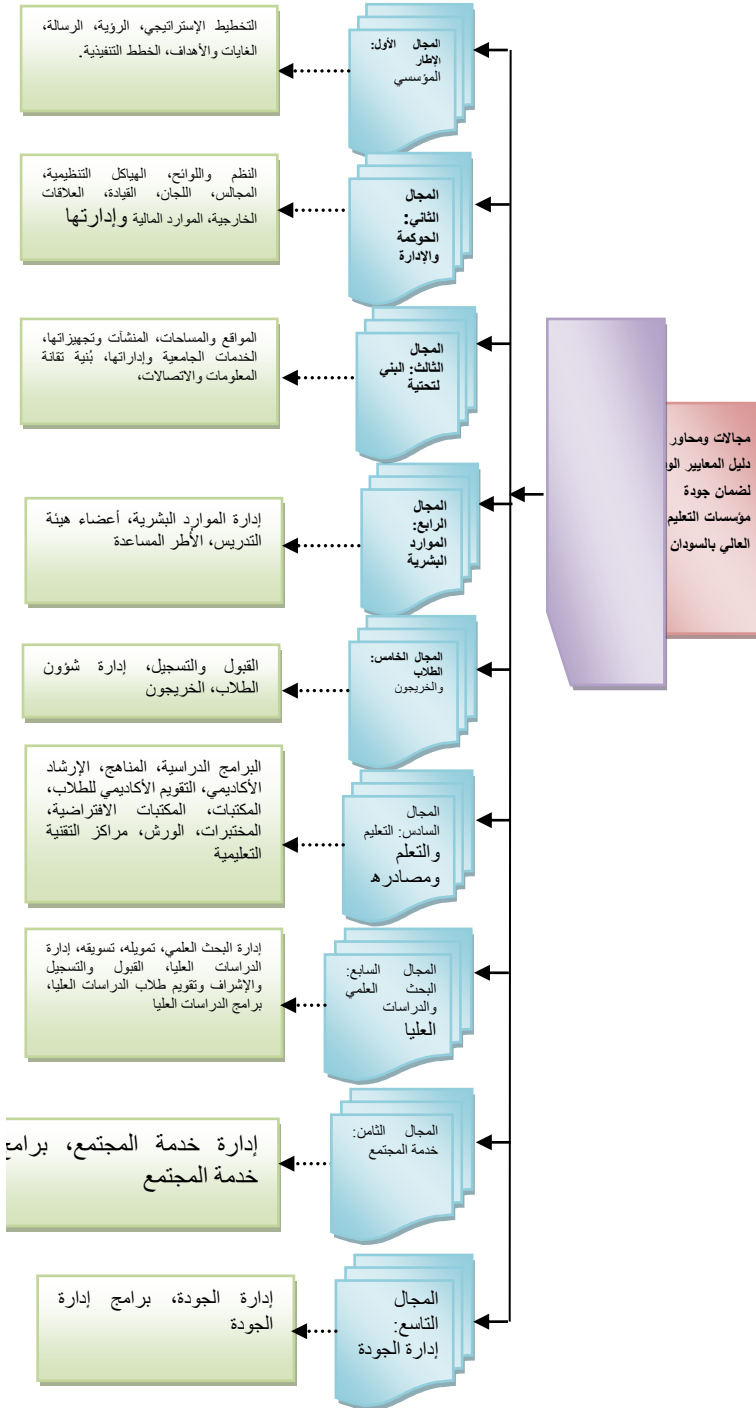 مجالات ومحاور
دليل المعايير
لضمان جودة
مؤسسات التعليم
العالي بالسودان
المجال الأول:
الإطار
المؤسسي
التخطيط الإستراتيجي، الرؤية، الرسالة،
الغايات والأهداف، الخطط التنفيذية.
المجال
الثاني:
الحوكمة
والإدارة
النظم واللوائح، الهياكل التنظيمية،
المجالس، اللجان، القيادة، العلاقات
الخارجية، الموارد المالية وإدارتها
المجال
الثالث: البني
لتحتية
المواقع والمساحات، المنشآت وتجهيزاتها،
الخدمات الجامعية وإداراتها، بُنية تقانة
المعلومات والاتصالات،
المجال
الرابع:
الموارد
البشرية
إدارة الموارد البشرية، أعضاء هيئة
التدريس، الأطر المساعدة
المجال الخامس:
الطلاب
والخريجون
القبول والتسجيل، إدارة شؤون
الطلاب، الخريجون
المجال
السادس: التعليم
والتعلم
ومصادره
البرامج الدراسية، المناهج، الإرشاد
الأكاديمي، التقويم الأكاديمي للطلاب،
المكتبات، المكتبات الافتراضية،
المختبرات، الورش، مراكز التقنية
التعليمية
المجال السابع:
البحث العلمي
والدراسات
العليا
إدارة البحث العلمي، تمويله، تسويقه، إدارة
الدراسات العليا، القبول والتسجيل
والإشراف وتقويم طلاب الدراسات العليا،
برامج الدراسات العليا
المجال الثامن:
خدمة المجتمع
إدارة خدمة المجتمع، برامج
خدمة المجتمع
المجال
التاسع:
إدارة الجودة
إدارة الجودة، برامج إدارة
الجودة